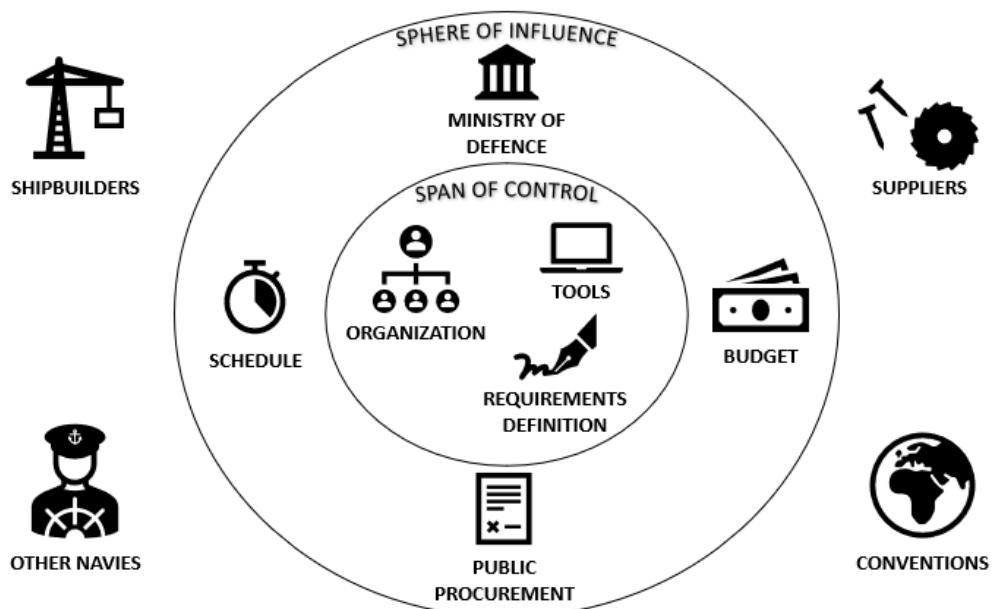 SPHERE OF INFLUENCE
MINISTRY OF
DEFENCE
SHIPBUILDERS
SUPPLIERS
SPAN OF CONTROL
TOOLS
ORGANIZATION
SCHEDULE
BUDGET
REQUIREMENTS
DEFINITION
OTHER NAVIES
PUBLIC
PROCUREMENT
CONVENTIONS